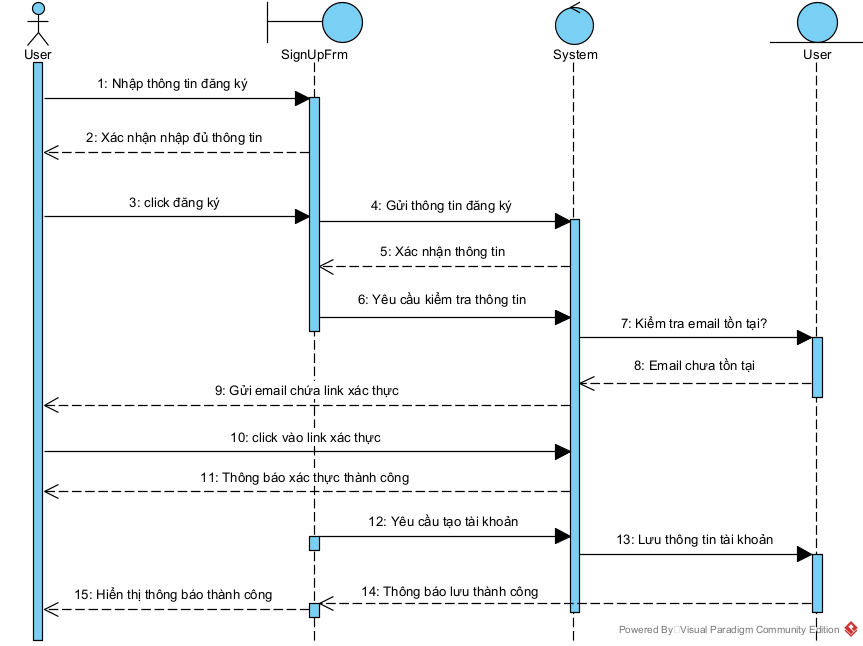 User
SignUpFrm
System
User
1: Nhập thông tin đăng ký
2: Xác nhận nhập đủ thông tin
3: click đăng ký
4: Gửi thông tin đăng ký
5: Xác nhận thông tin
6: Yêu cầu kiểm tra thông tin
7: Kiểm tra email tồn tại?
8: Email chưa tồn tại
9: Gửi email chứa link xác thực
10: click vào link xác thực
11: Thông báo xác thực thành công
12: Yêu cầu tạo tài khoản
13: Lưu thông tin tài khoản
14: Thông báo lưu thành công
15: Hiển thị thông báo thành công
Powered By Visual Paradigm Community Edition